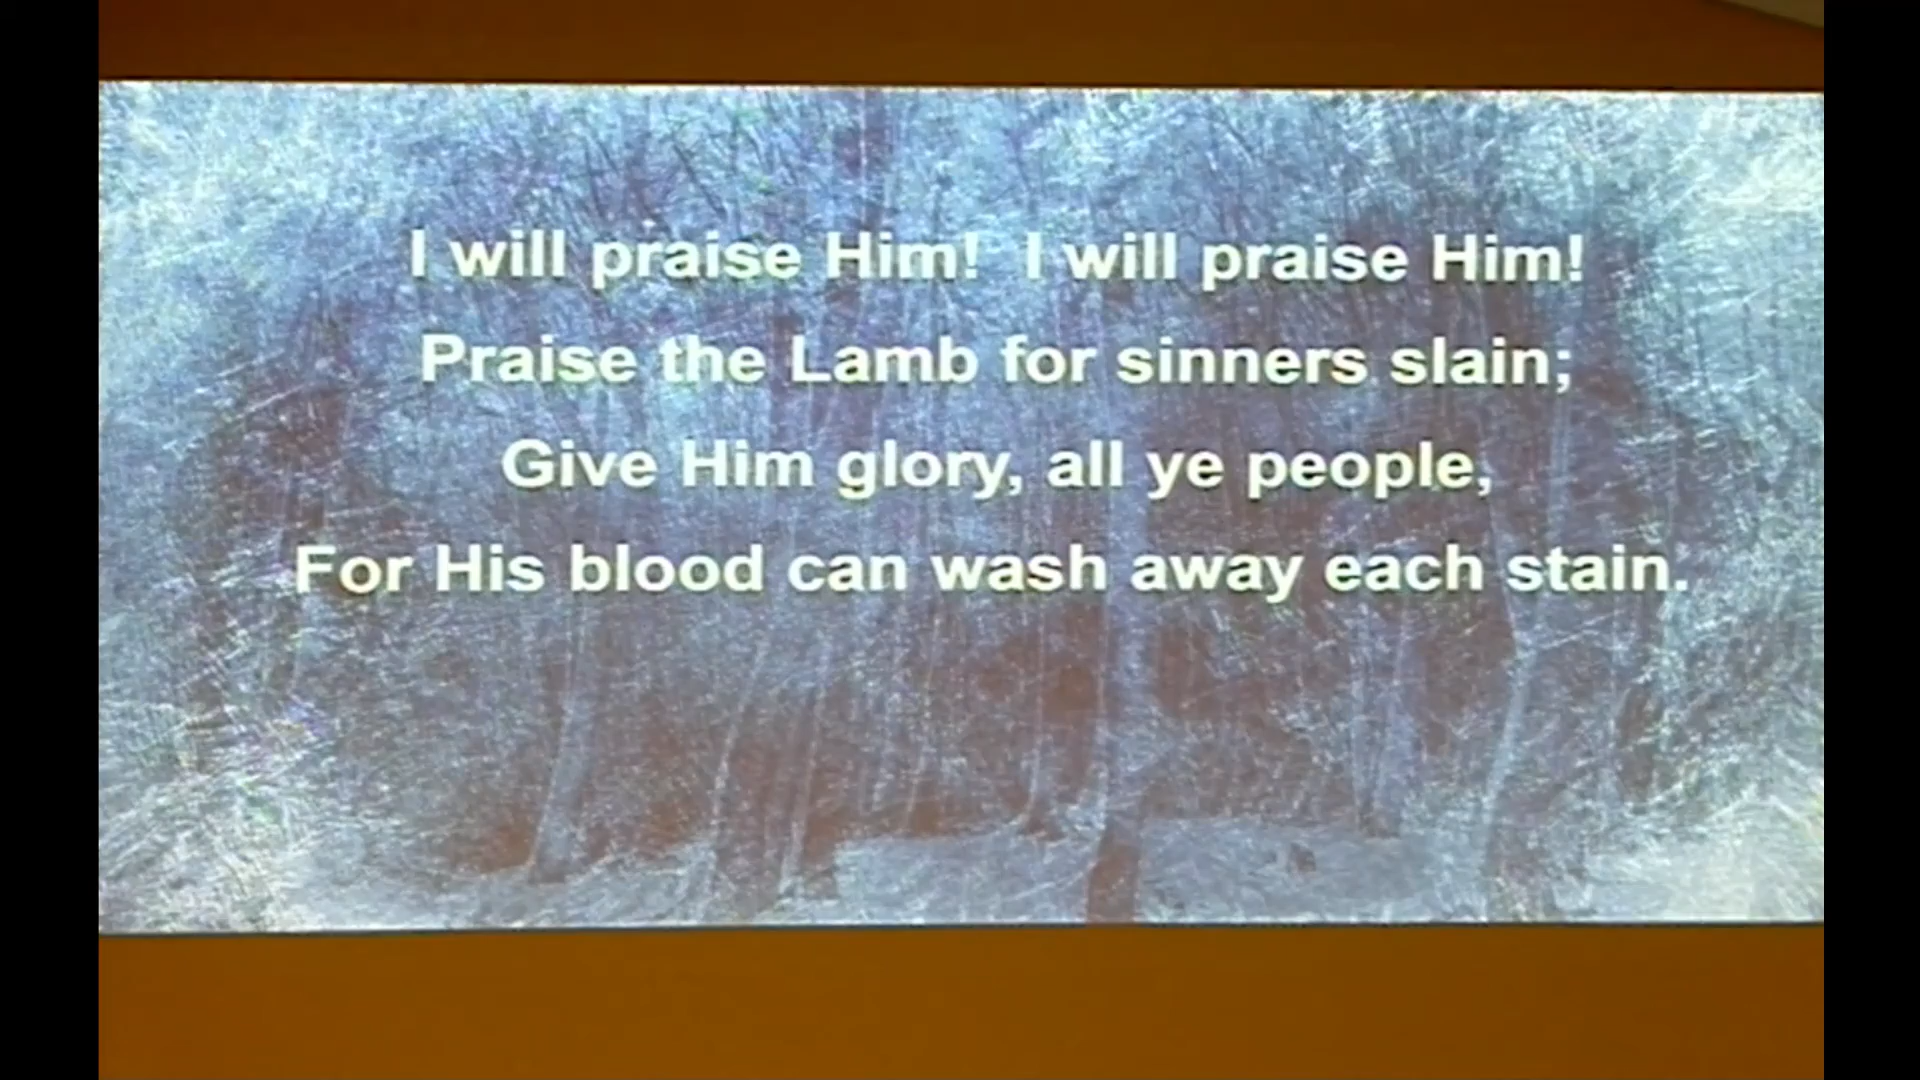 I will praise Him! I will praise Him!
Praise the Lamb for sinners slain;
Give Him glory, all ye people,
For His blood can wash away each stain.